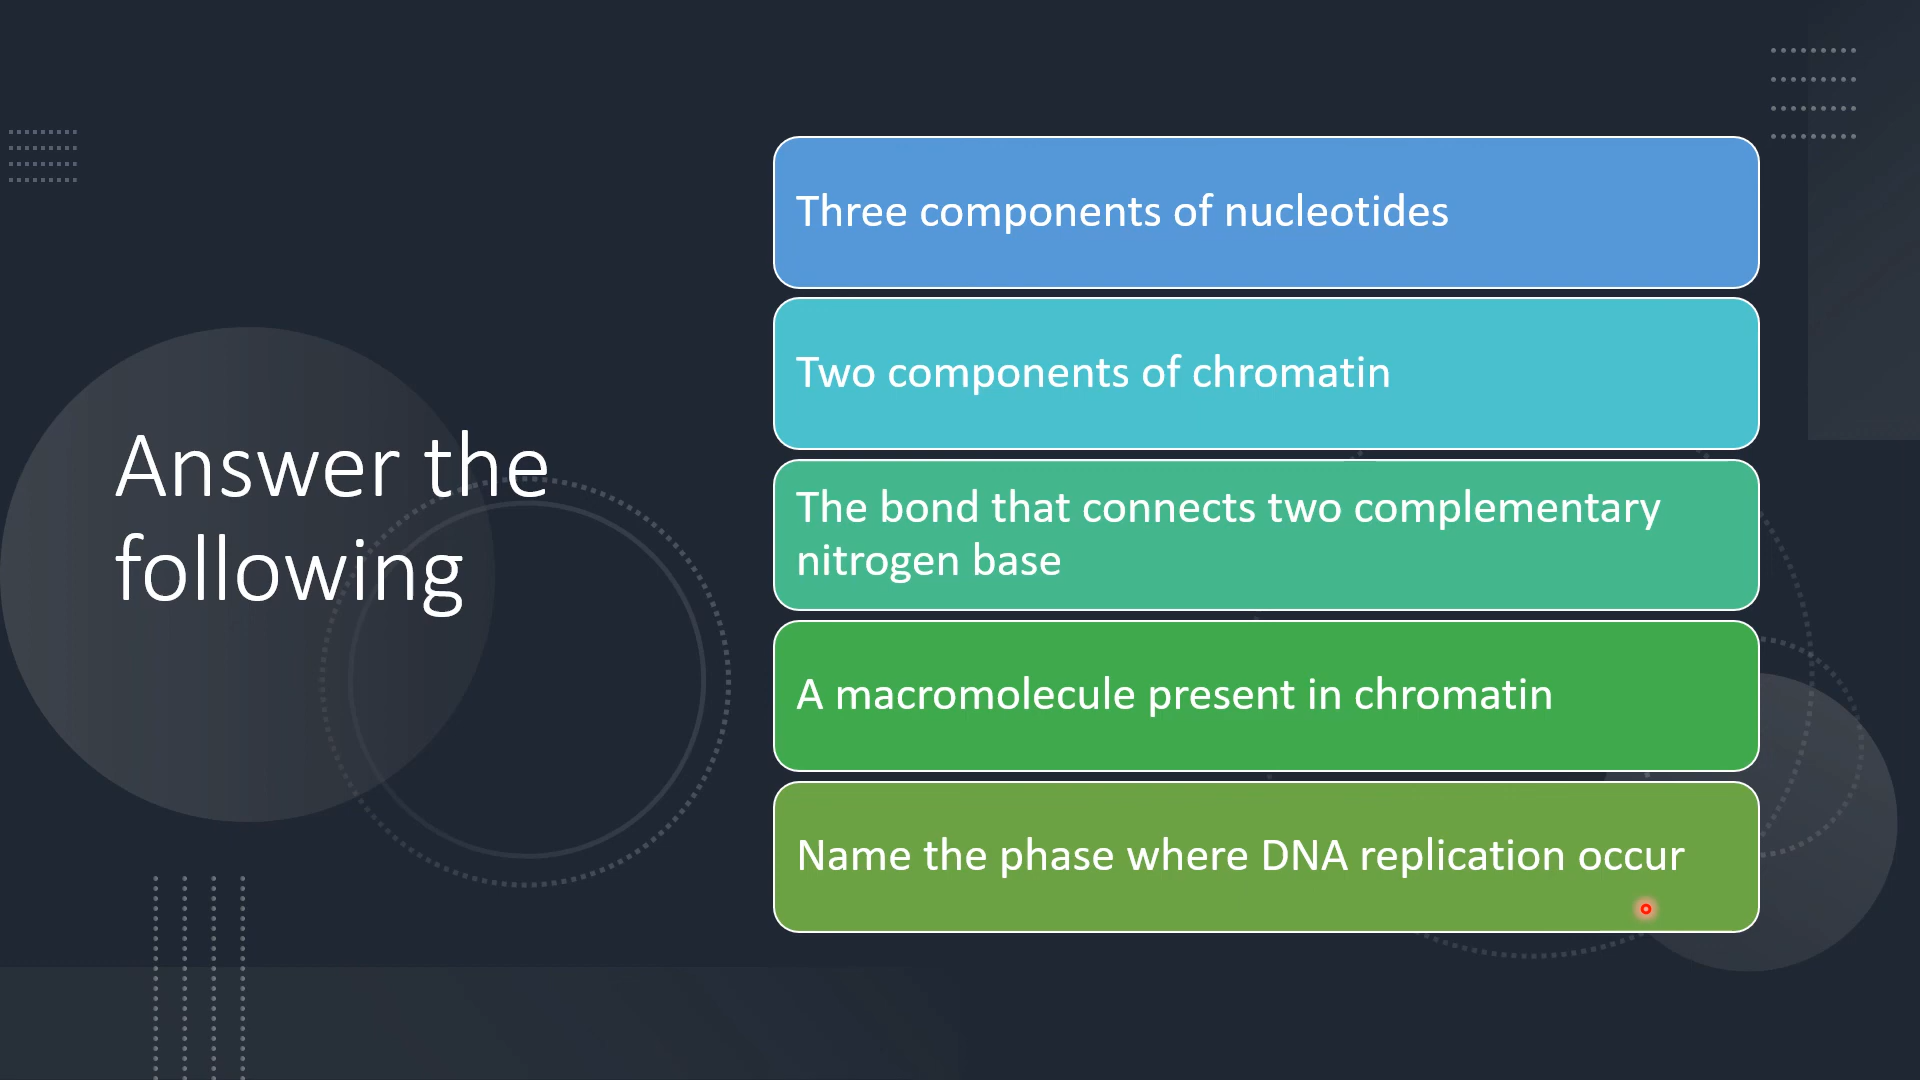 Answer the
following
Three components of nucleotides
Two components of chromatin
The bond that connects two complementary
nitrogen base
A macromolecule present in chromatin
Name the phase where DNA replication occur